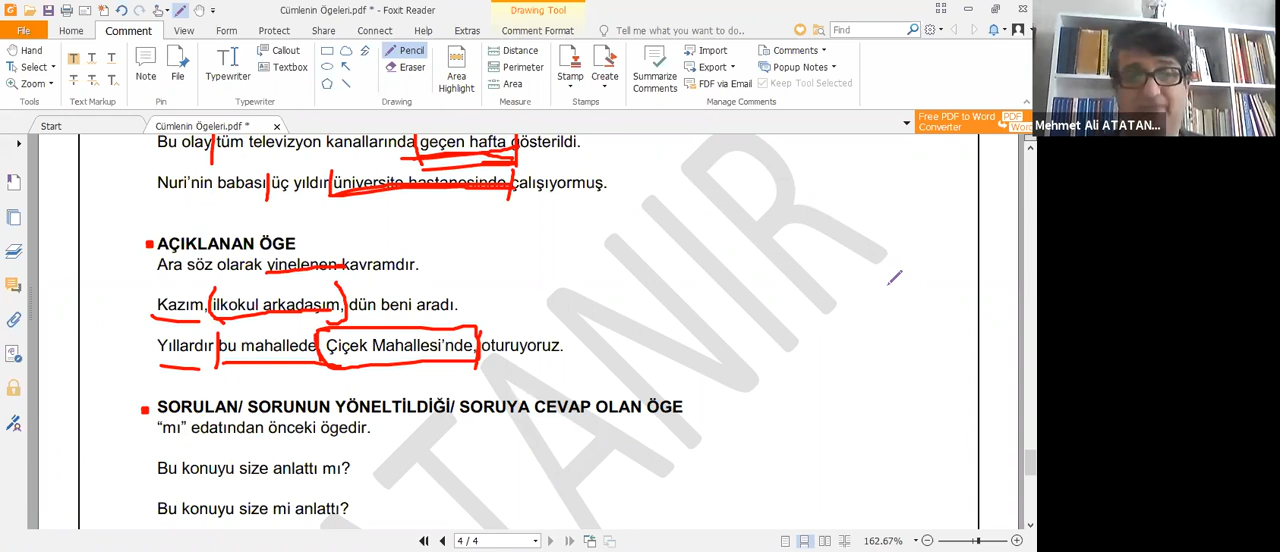 Cümlenin Ögeleri.pdf * - Foxit Reader
Drawing Tool
File Home Comment View Form Protect Share Connect Help Extras Comment Format Tell me what you want to do.. Find
Hand
Select
Zoom
Tools
Text Markup
Note
File
Pin
Typewriter
Callout
Textbox
Typewriter
Pencil
Eraser
Drawing
Area Highlight
Distance
Perimeter
Area
Measure
Stamp
Create
Stamps
Summarize Comments
Import
Export
FDF via Email
Comments
Popup Notes
Keep Tool Selected
Manage Comments
Start
Cümlenin Ögeleri.pdf *
Free PDF to Word Converter
PDF
Word
Mehmet Ali ATATAN...
Bu olay tüm televizyon kanallarında geçen hafta gösterildi.
Nuri’nin babası üç yıldır üniversite hastanesinde çalışıyormuş.
AÇIKLANAN ÖGE
Ara söz olarak yinelenen kavramdır.
Kazım, ilkokul arkadaşım, dün beni aradı.
Yıllardır bu mahallede, Çiçek Mahallesi’nde, oturuyoruz.
SORULAN/ SORUNUN YÖNELTİLDİĞİ/ SORUYA CEVAP OLAN ÖGE
“mı” edatından önceki ögedir.
Bu konuyu size anlattı mı?
Bu konuyu size mi anlattı?
ATANIR
4 / 4
162.67%